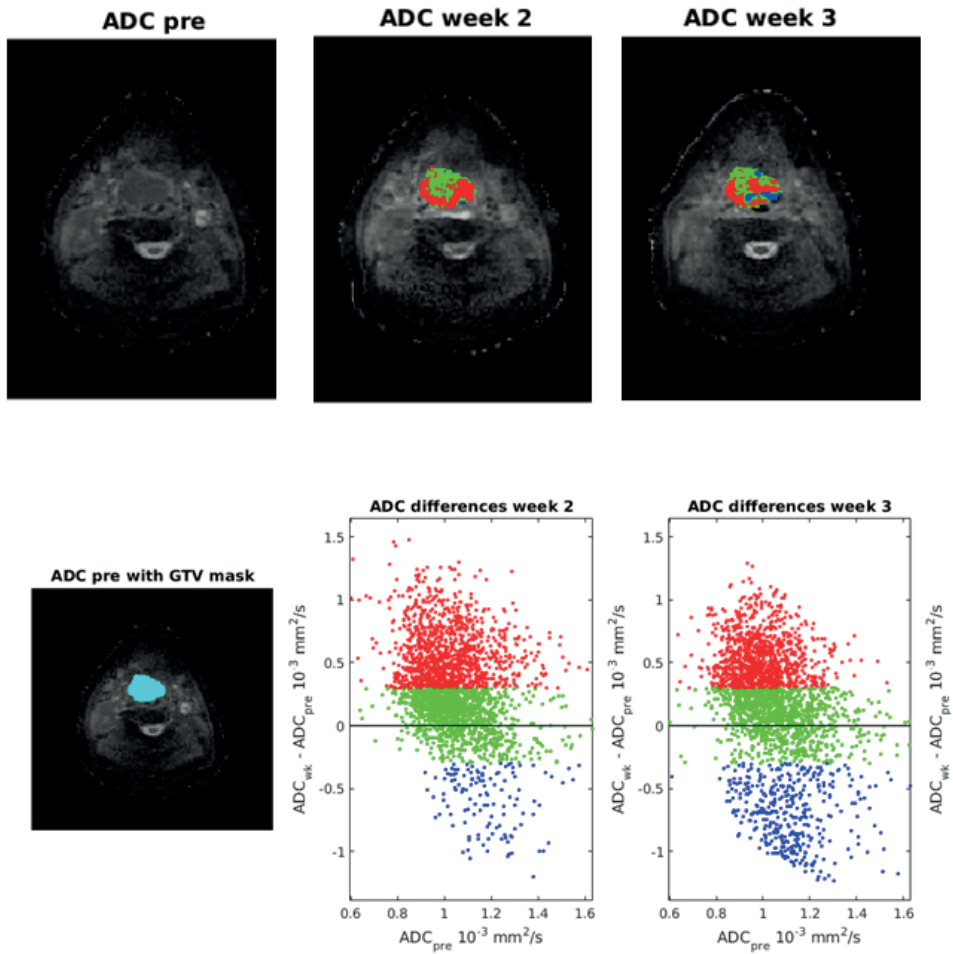 ADC pre
ADC week 2
ADC week 3
ADC pre with GTV mask
ADC differences week 2
1.5
1
0.5
0
-0.5
-1
0.6 0.8 1 1.2 1.4 1.6
ADC_pre 10^-3 mm^2/s
ADC_wk - ADC_pre 10^-3 mm^2/s
ADC differences week 3
1.5
1
0.5
0
-0.5
-1
0.6 0.8 1 1.2 1.4 1.6
ADC_pre 10^-3 mm^2/s
ADC_wk - ADC_pre 10^-3 mm^2/s
ADC_wk - ADC_pre 10^-3 mm^2/s